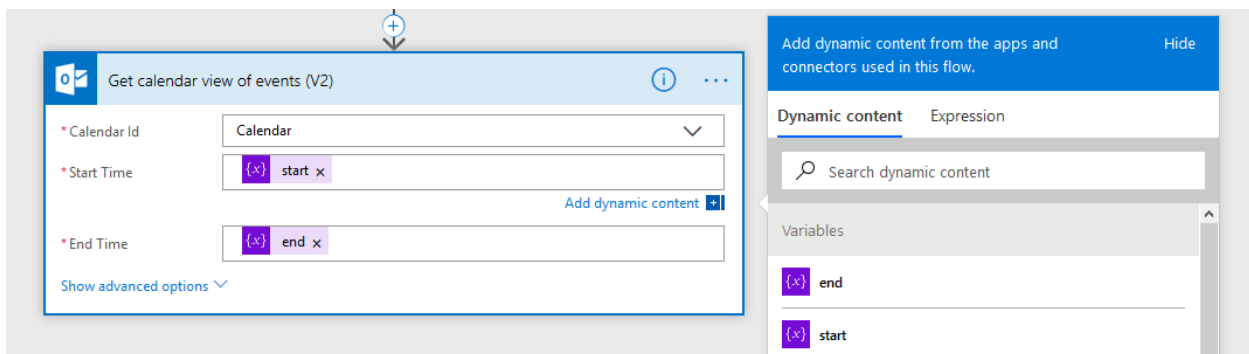 Get calendar view of events (V2)
* Calendar Id
Calendar
* Start Time
{x} start ×
Add dynamic content
* End Time
{x} end ×
Show advanced options
Add dynamic content from the apps and
connectors used in this flow.
Hide
Dynamic content
Expression
Search dynamic content
Variables
{x} end
{x} start